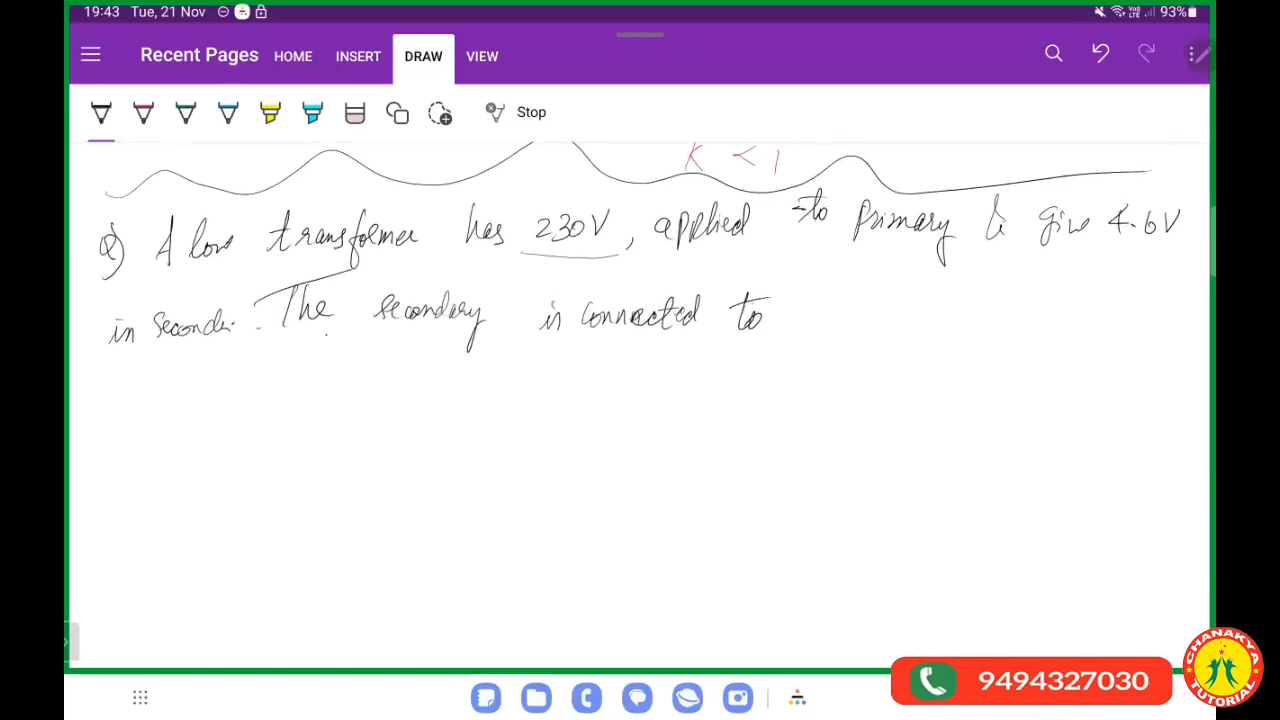 19:43 Tue, 21 Nov 93%
Recent Pages HOME INSERT DRAW VIEW
Stop
K < 1
Q) A low transformer has 230V, applied to primary & give 4.6V
in second. The secondary is connected to
9494327030
CHANAKYA TUTORIAL